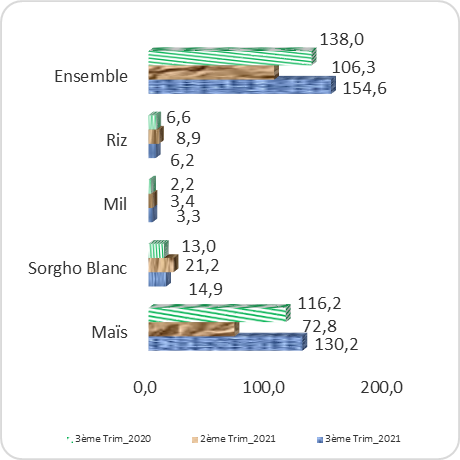 138,0
Ensemble
106,3
154,6
6,6
Riz
8,9
6,2
2,2
Mil
3,4
3,3
13,0
Sorgho Blanc
21,2
14,9
116,2
Maïs
72,8
130,2
0,0 100,0 200,0
3ème Trim_2020 2ème Trim_2021 3ème Trim_2021